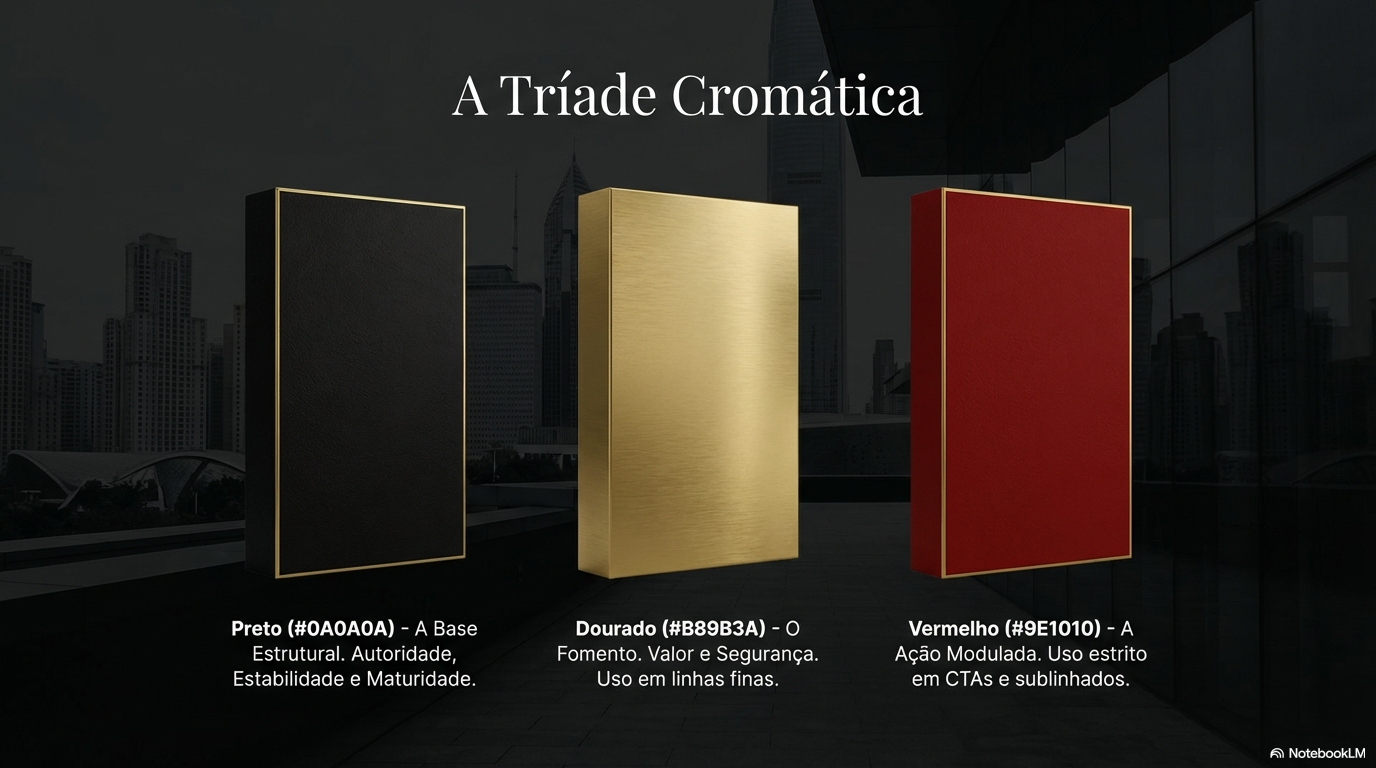 A Tríade Cromática
Preto (#0A0A0A) - A Base
Estrutural. Autoridade,
Estabilidade e Maturidade.
Dourado (#B89B3A) - O
Fomento. Valor e Segurança.
Uso em linhas finas.
Vermelho (#9E1010) - A
Ação Modulada. Uso estrito
em CTAs e sublinhados.
NotebookLM